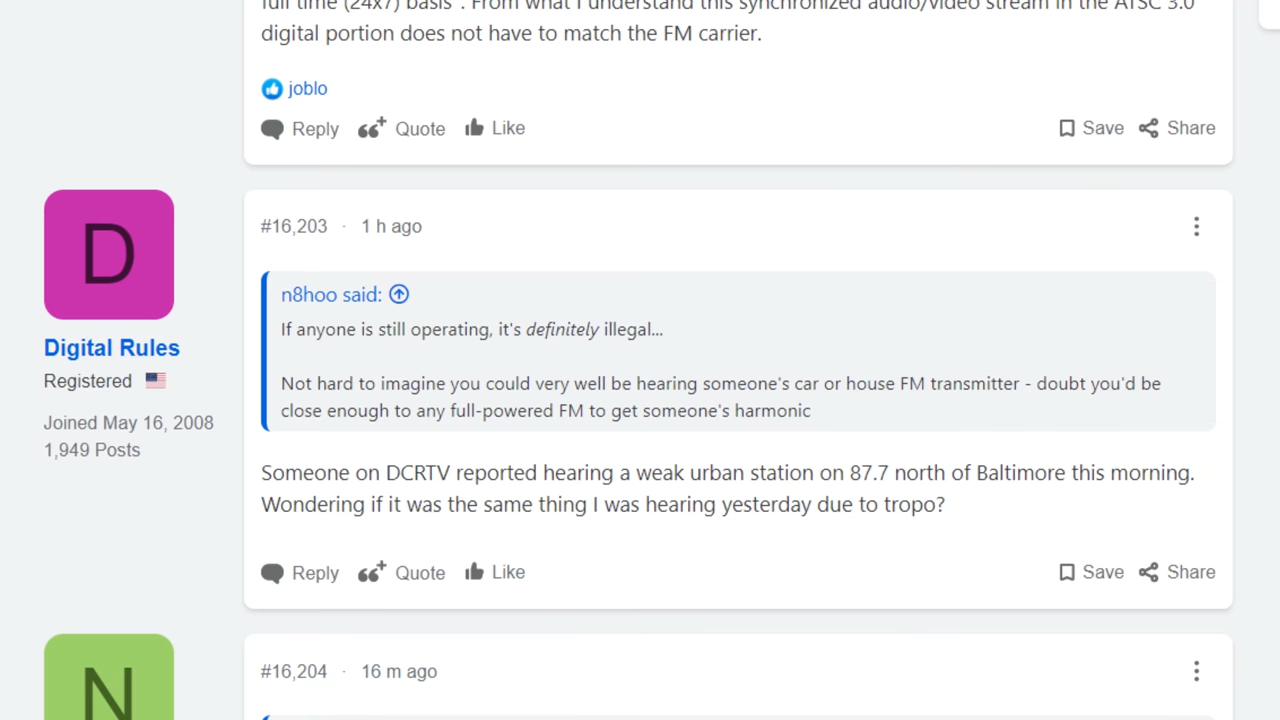 full time (24x7) basis". From what I understand this synchronized audio/video stream in the ATSC 3.0
digital portion does not have to match the FM carrier.
joblo
Reply Quote Like Save Share
D
Digital Rules
Registered
Joined May 16, 2008
1,949 Posts
#16,203 · 1 h ago
n8hoo said:
If anyone is still operating, it's definitely illegal...
Not hard to imagine you could very well be hearing someone's car or house FM transmitter - doubt you'd be
close enough to any full-powered FM to get someone's harmonic
Someone on DCRTV reported hearing a weak urban station on 87.7 north of Baltimore this morning.
Wondering if it was the same thing I was hearing yesterday due to tropo?
Reply Quote Like Save Share
N
#16,204 · 16 m ago